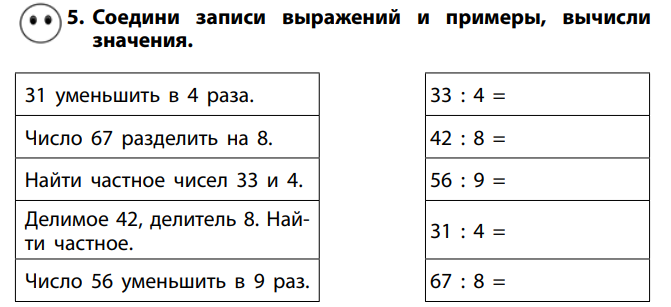 5. Соедини записи выражений и примеры, вычисли
значения.
31 уменьшить в 4 раза.
33 : 4 =
Число 67 разделить на 8.
42 : 8 =
Найти частное чисел 33 и 4.
56 : 9 =
Делимое 42, делитель 8. Най-
ти частное.
31 : 4 =
Число 56 уменьшить в 9 раз.
67 : 8 =